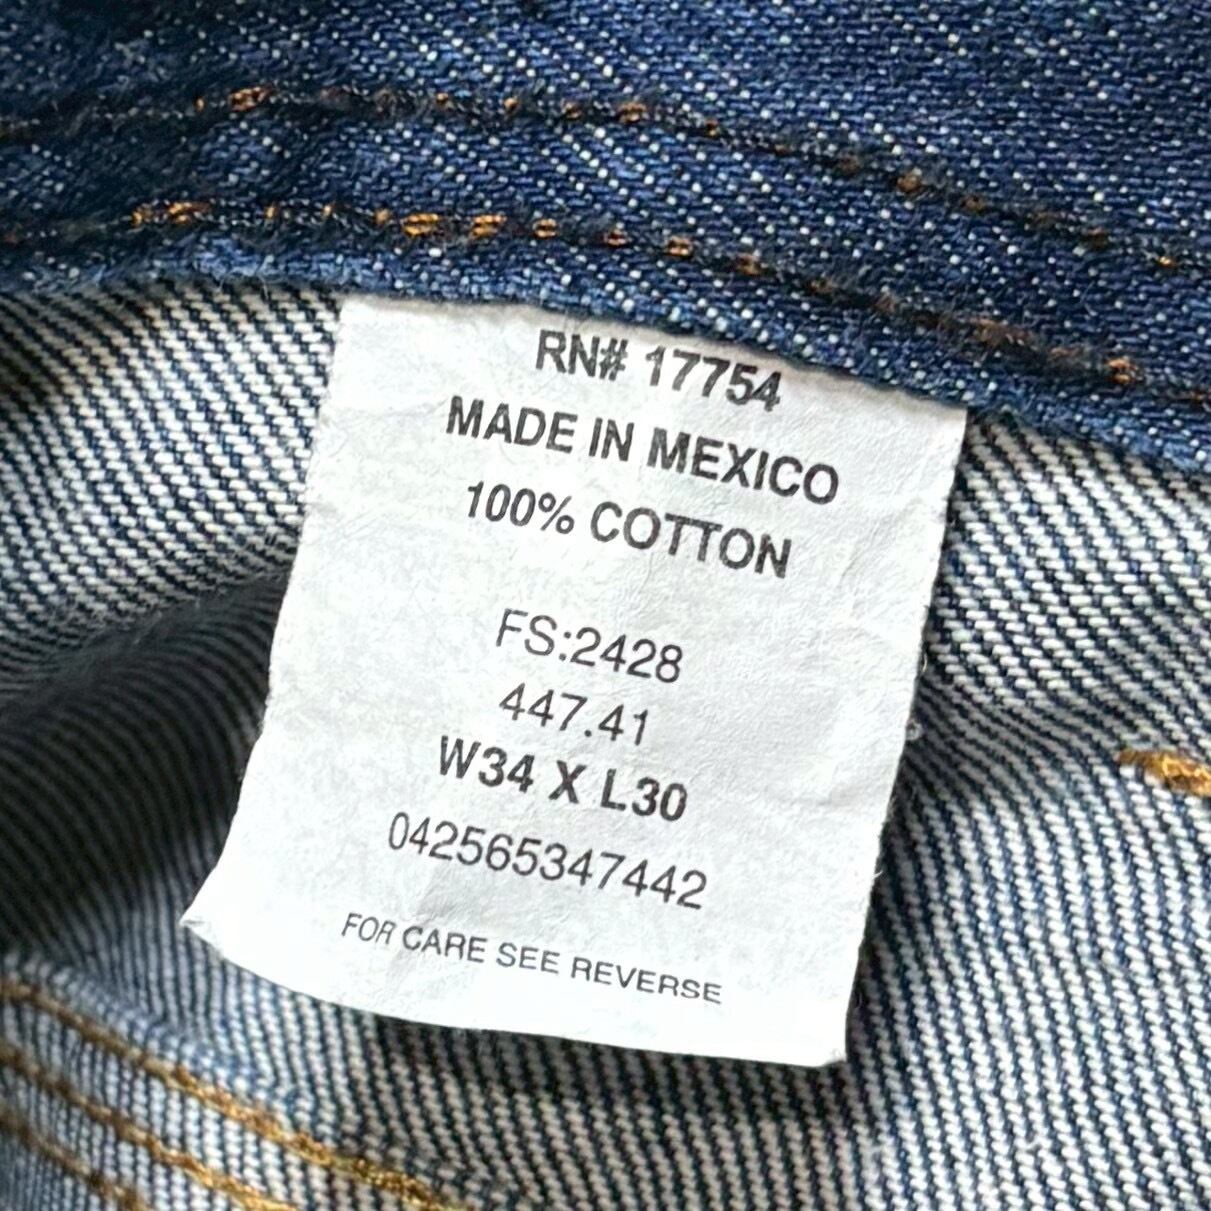 RN# 17754
MADE IN MEXICO
100% COTTON
FS:2428
447.41
W34 X L30
042565347442
FOR CARE SEE REVERSE